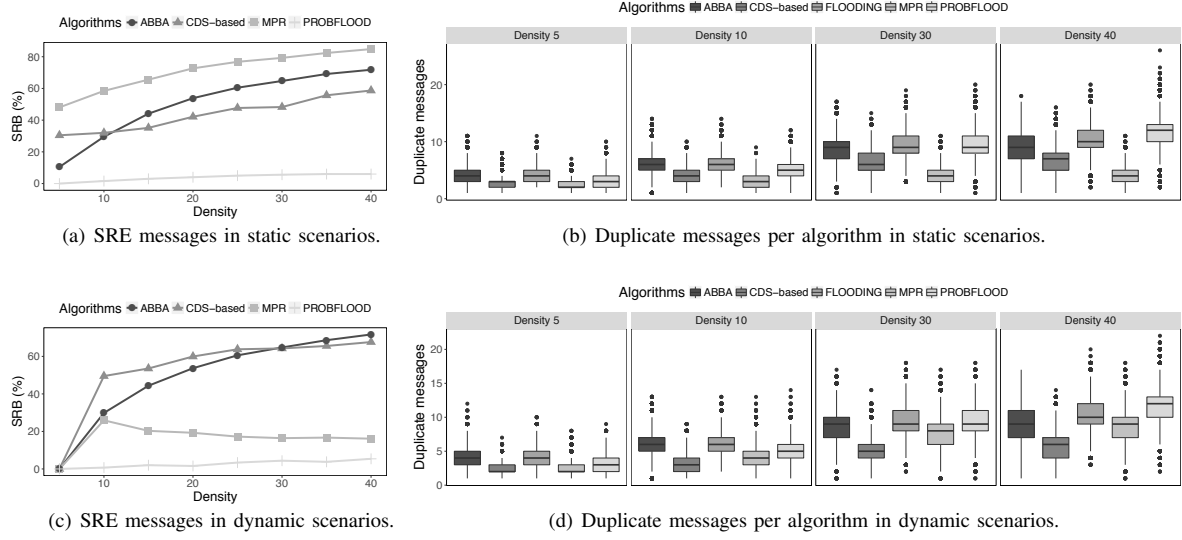 Algorithms ABBA CDS-based MPR PROBFLOOD
SRB (%)
80
60
40
20
0
10
20
30
40
Density
(a) SRE messages in static scenarios.
Algorithms ABBA CDS-based FLOODING MPR PROBFLOOD
Density 5
Density 10
Density 30
Density 40
Duplicate messages
20
10
0
(b) Duplicate messages per algorithm in static scenarios.
Algorithms ABBA CDS-based MPR PROBFLOOD
SRB (%)
60
40
20
0
10
20
30
40
Density
(c) SRE messages in dynamic scenarios.
Algorithms ABBA CDS-based FLOODING MPR PROBFLOOD
Density 5
Density 10
Density 30
Density 40
Duplicate messages
20
15
10
5
0
(d) Duplicate messages per algorithm in dynamic scenarios.